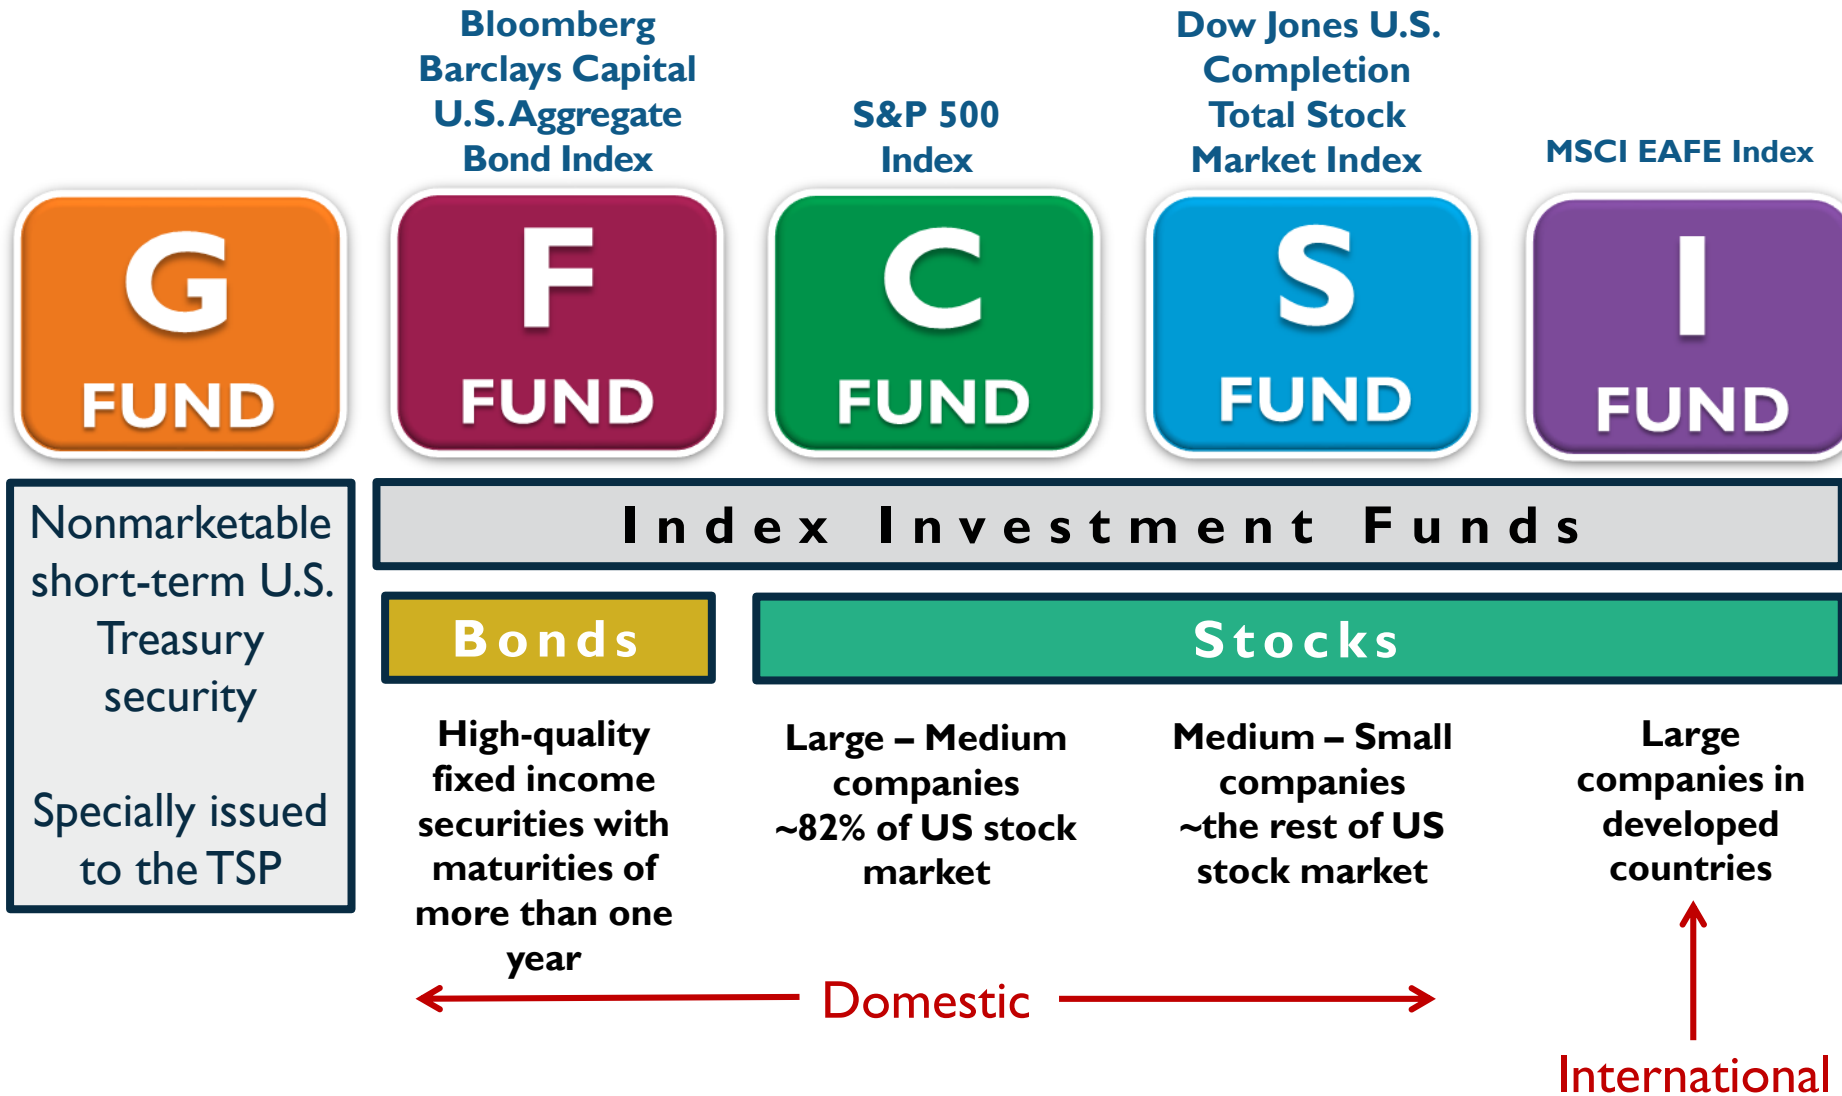 Bloomberg
Barclays Capital
U.S. Aggregate
Bond Index
S&P 500
Index
Dow Jones U.S.
Completion
Total Stock
Market Index
MSCI EAFE Index
G
FUND
F
FUND
C
FUND
S
FUND
I
FUND
Nonmarketable
short-term U.S.
Treasury
security
Specially issued
to the TSP
Index Investment Funds
Bonds
Stocks
High-quality
fixed income
securities with
maturities of
more than one
year
Large – Medium
companies
~82% of US stock
market
Medium – Small
companies
~the rest of US
stock market
Large
companies in
developed
countries
Domestic
International